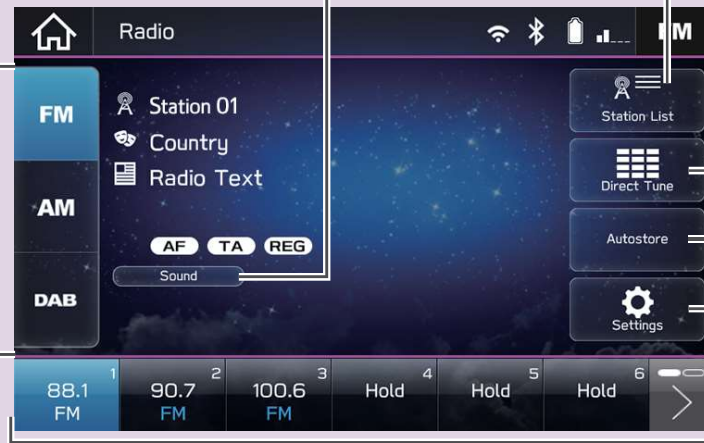 Radio
FM
FM
AM
DAB
Station 01
Country
Radio Text
AF TA REG
Sound
Station List
Direct Tune
Autostore
Settings
1
88.1
FM
2
90.7
FM
3
100.6
FM
4
Hold
5
Hold
6
Hold